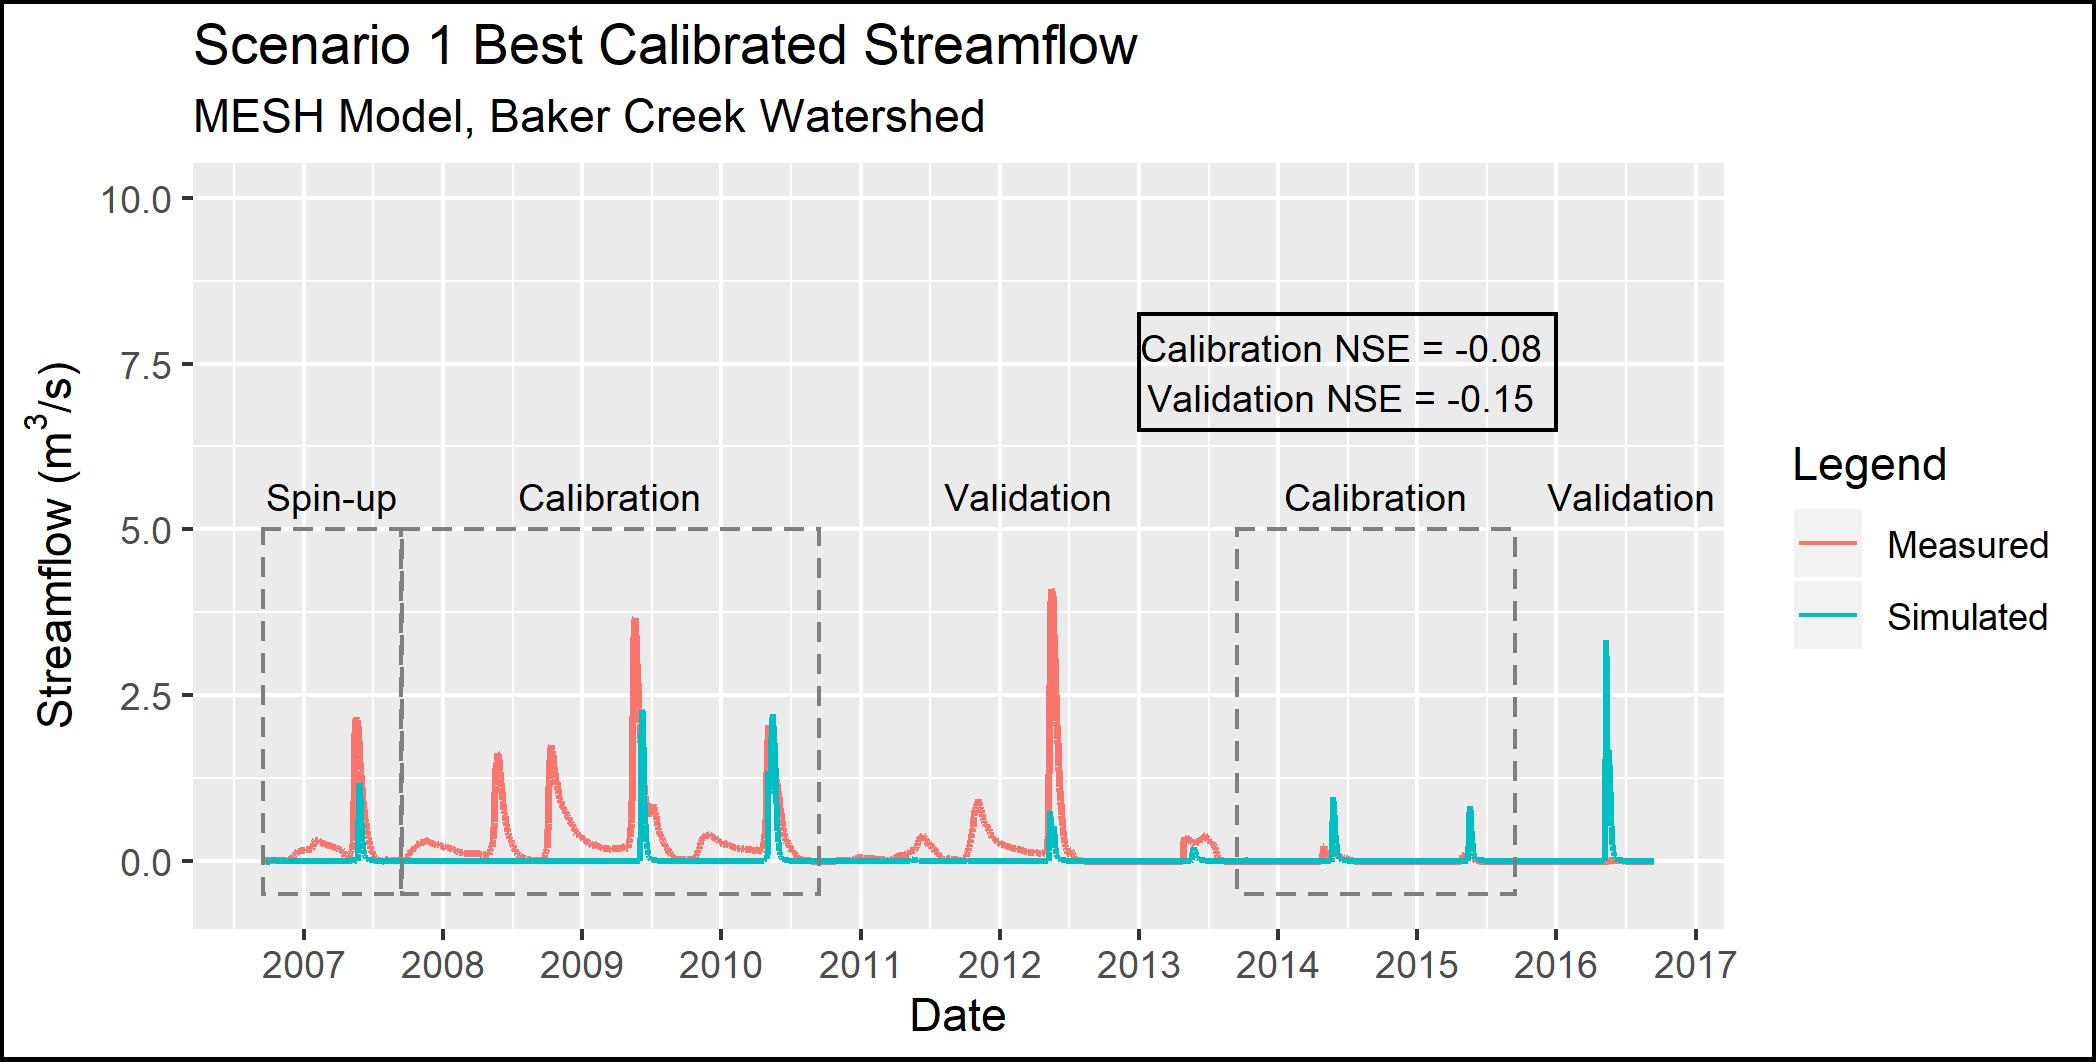 Scenario 1 Best Calibrated Streamflow
MESH Model, Baker Creek Watershed
Streamflow (m³/s)
10.0
7.5
5.0
2.5
0.0
Calibration NSE = -0.08
Validation NSE = -0.15
Spin-up
Calibration
Validation
Calibration
Validation
2007
2008
2009
2010
2011
2012
2013
2014
2015
2016
2017
Date
Legend
Measured
Simulated